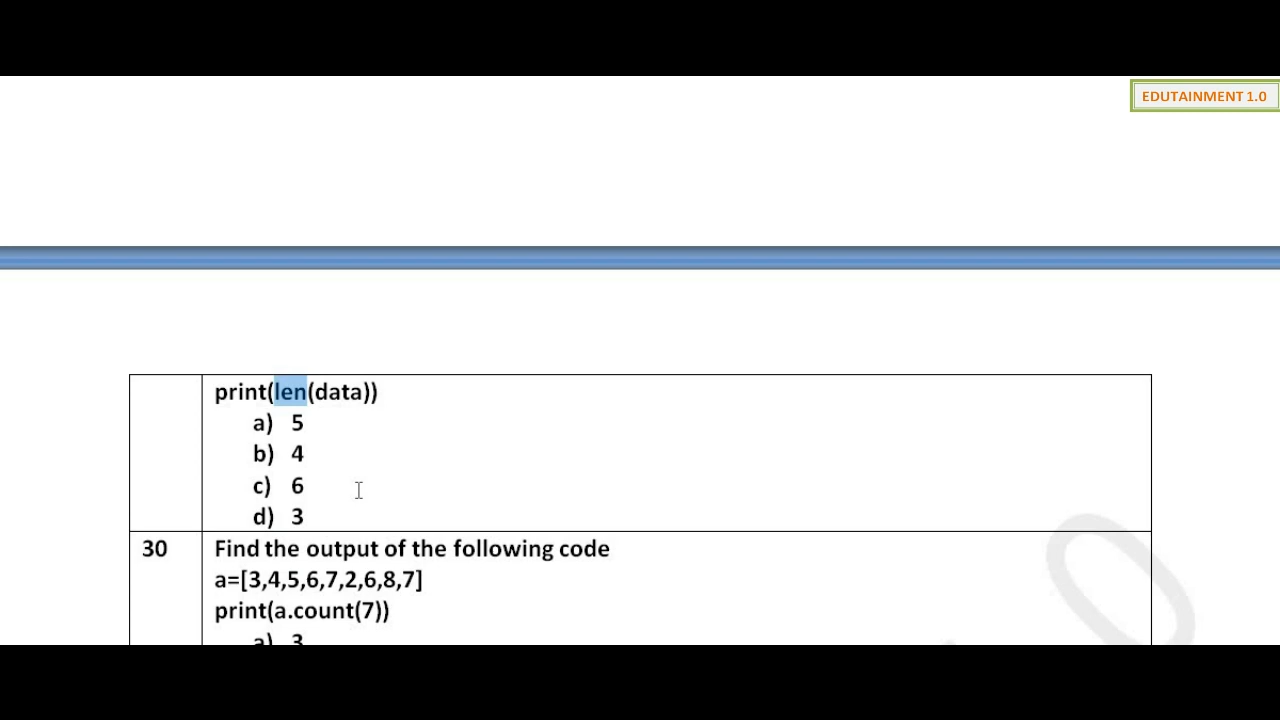 EDUTAINMENT 1.0
print(len(data))
a) 5
b) 4
c) 6
d) 3
30 Find the output of the following code
a=[3,4,5,6,7,2,6,8,7]
print(a.count(7))
a) 3